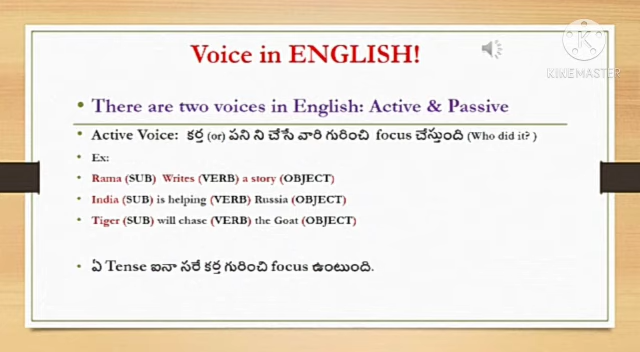 Voice in ENGLISH!
KINEMASTER
• There are two voices in English: Active & Passive
• Active Voice: కర్త (or) పని ని చేసే వారి గురించి focus చేస్తుంది (Who did it? )
• Ex:
• Rama (SUB) Writes (VERB) a story (OBJECT)
• India (SUB) is helping (VERB) Russia (OBJECT)
• Tiger (SUB) will chase (VERB) the Goat (OBJECT)
• ఏ Tense ఐనా సరే కర్త గురించి focus ఉంటుంది.